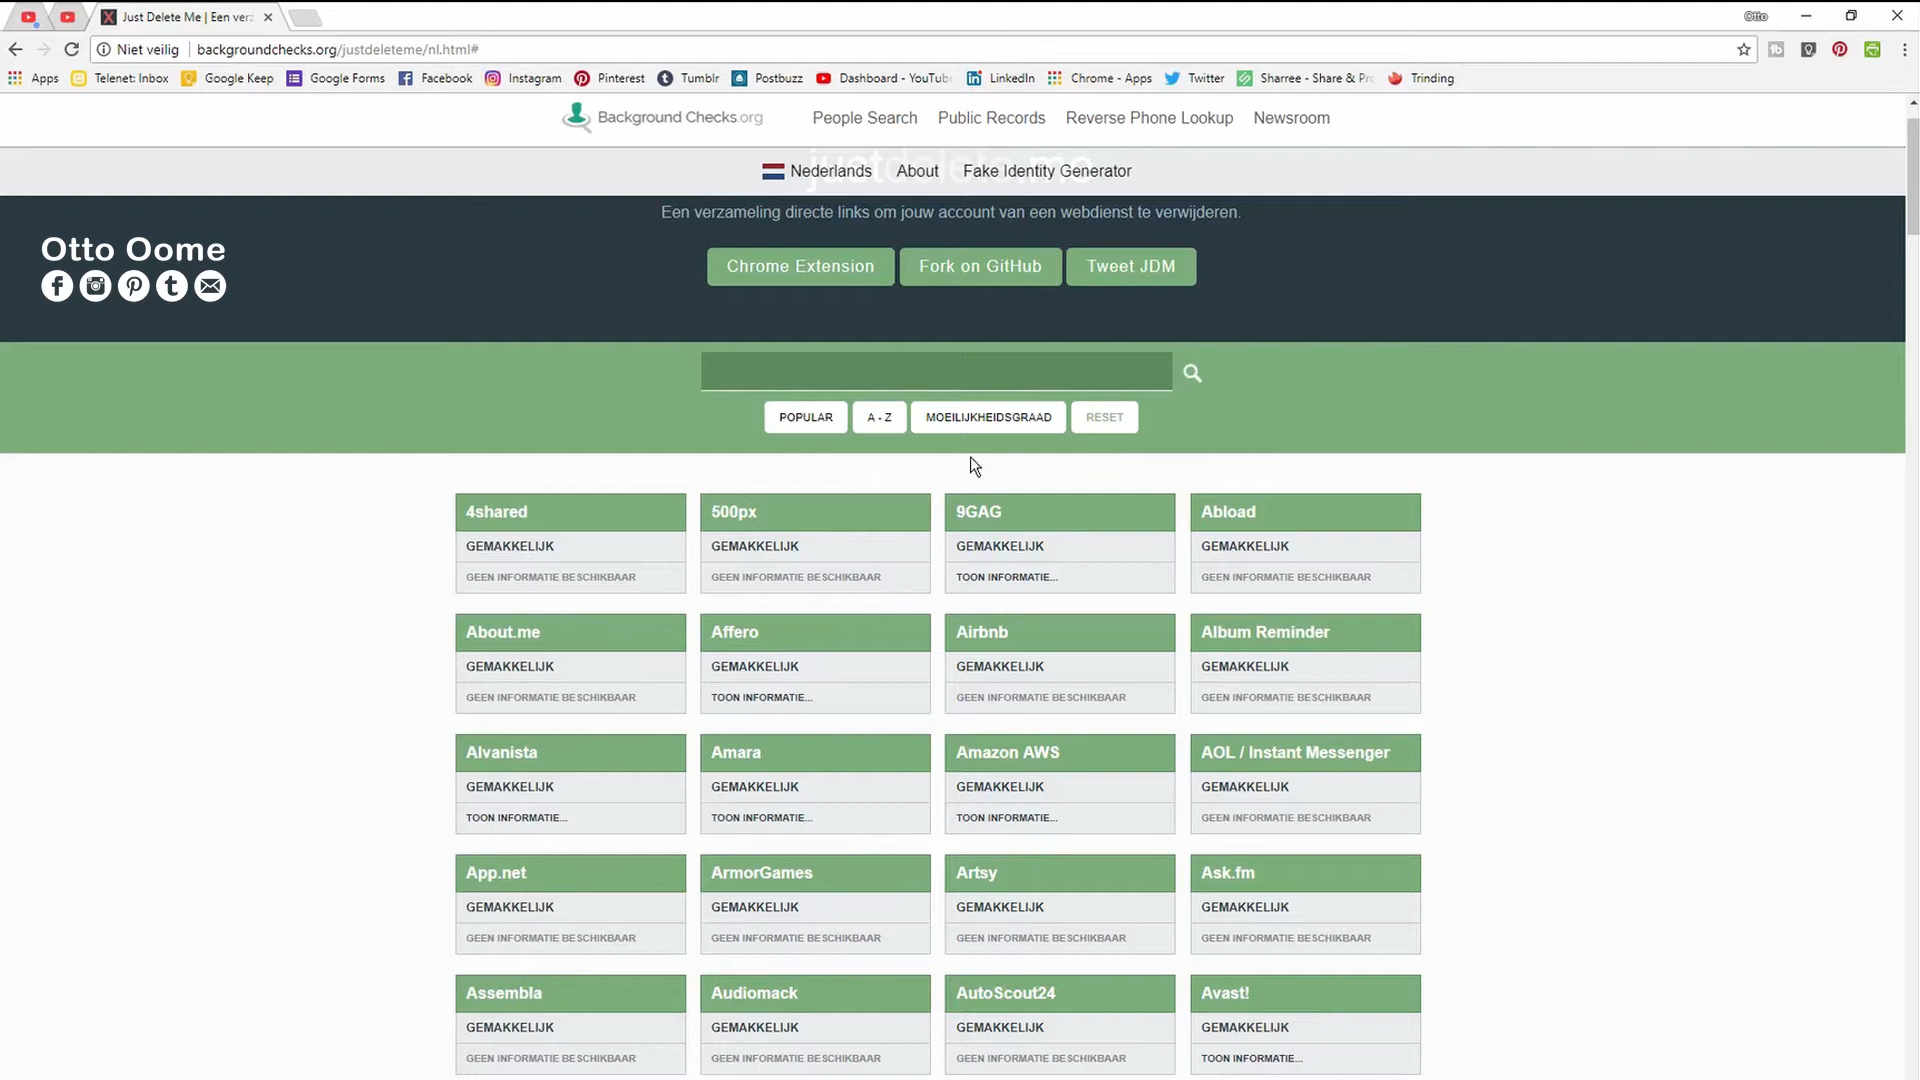 Just Delete Me | Een verz
Otto
Niet veilig
backgroundchecks.org/justdeleteme/nl.html#
Apps
Telenet: Inbox
Google Keep
Google Forms
Facebook
Instagram
Pinterest
Tumblr
Postbuzz
Dashboard - YouTub
LinkedIn
Chrome - Apps
Twitter
Sharree - Share & Pr
Trinding
Background Checks.org
People Search
Public Records
Reverse Phone Lookup
Newsroom
justdelete.me
Nederlands
About
Fake Identity Generator
Een verzameling directe links om jouw account van een webdienst te verwijderen.
Otto Oome
Chrome Extension
Fork on GitHub
Tweet JDM
POPULAR
A - Z
MOEILIJKHEIDSGRAAD
RESET
4shared
500px
9GAG
Abload
GEMAKKELIJK
GEMAKKELIJK
GEMAKKELIJK
GEMAKKELIJK
GEEN INFORMATIE BESCHIKBAAR
GEEN INFORMATIE BESCHIKBAAR
TOON INFORMATIE...
GEEN INFORMATIE BESCHIKBAAR
About.me
Affero
Airbnb
Album Reminder
GEMAKKELIJK
GEMAKKELIJK
GEMAKKELIJK
GEMAKKELIJK
GEEN INFORMATIE BESCHIKBAAR
TOON INFORMATIE...
GEEN INFORMATIE BESCHIKBAAR
GEEN INFORMATIE BESCHIKBAAR
Alvanista
Amara
Amazon AWS
AOL / Instant Messenger
GEMAKKELIJK
GEMAKKELIJK
GEMAKKELIJK
GEMAKKELIJK
TOON INFORMATIE...
TOON INFORMATIE...
TOON INFORMATIE...
GEEN INFORMATIE BESCHIKBAAR
App.net
ArmorGames
Artsy
Ask.fm
GEMAKKELIJK
GEMAKKELIJK
GEMAKKELIJK
GEMAKKELIJK
GEEN INFORMATIE BESCHIKBAAR
GEEN INFORMATIE BESCHIKBAAR
GEEN INFORMATIE BESCHIKBAAR
GEEN INFORMATIE BESCHIKBAAR
Assembla
Audiomack
AutoScout24
Avast!
GEMAKKELIJK
GEMAKKELIJK
GEMAKKELIJK
GEMAKKELIJK
GEEN INFORMATIE BESCHIKBAAR
GEEN INFORMATIE BESCHIKBAAR
GEEN INFORMATIE BESCHIKBAAR
TOON INFORMATIE...